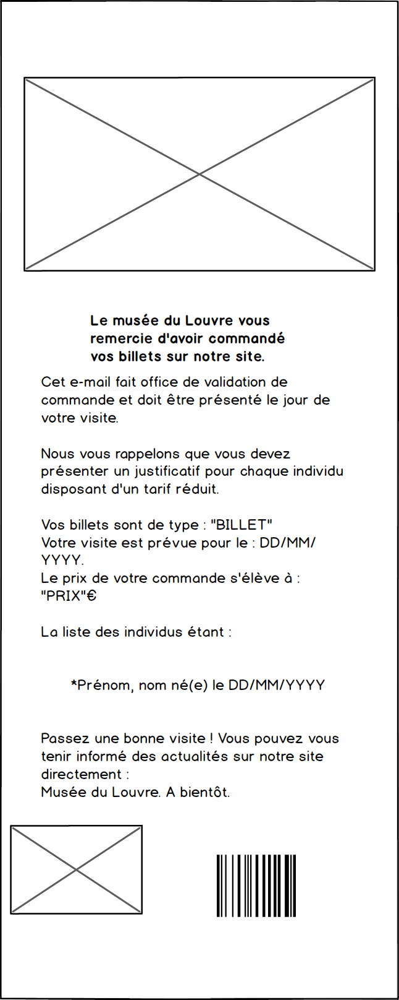 Le musée du Louvre vous
remercie d'avoir commandé
vos billets sur notre site.
Cet e-mail fait office de validation de
commande et doit être présenté le jour de
votre visite.
Nous vous rappelons que vous devez
présenter un justificatif pour chaque individu
disposant d'un tarif réduit.
Vos billets sont de type : "BILLET"
Votre visite est prévue pour le : DD/MM/
YYYY.
Le prix de votre commande s'élève à :
"PRIX"€
La liste des individus étant :
*Prénom, nom né(e) le DD/MM/YYYY
Passez une bonne visite ! Vous pouvez vous
tenir informé des actualités sur notre site
directement :
Musée du Louvre. A bientôt.